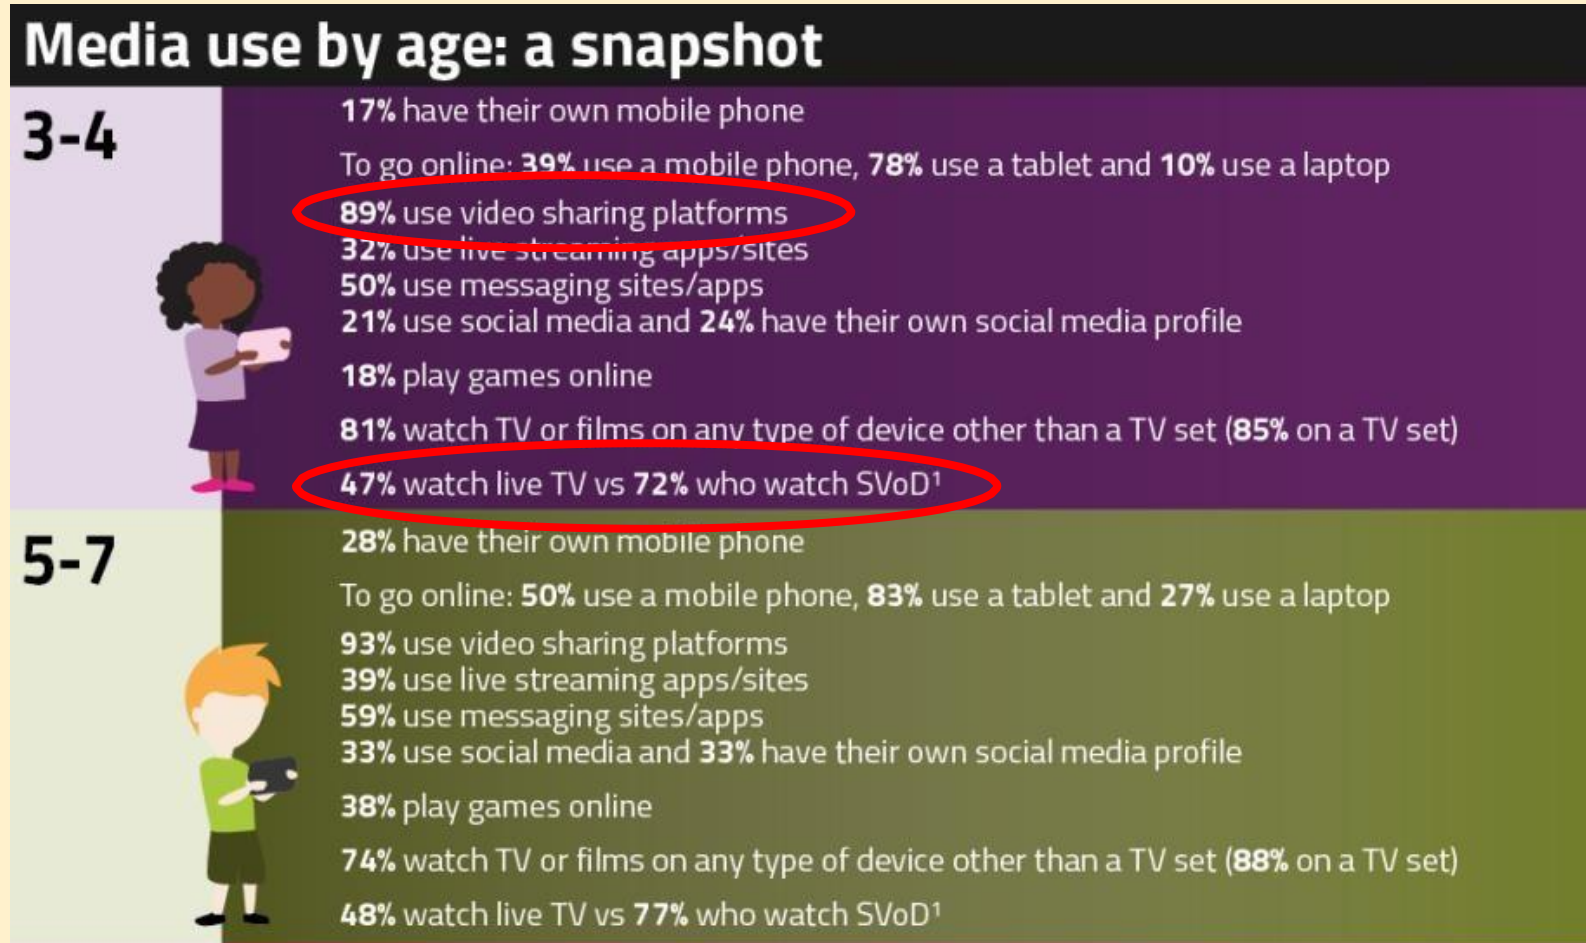 Media use by age: a snapshot
3-4
17% have their own mobile phone
To go online: 39% use a mobile phone, 78% use a tablet and 10% use a laptop
89% use video sharing platforms
32% use live streaming apps/sites
50% use messaging sites/apps
21% use social media and 24% have their own social media profile
18% play games online
81% watch TV or films on any type of device other than a TV set (85% on a TV set)
47% watch live TV vs 72% who watch SVoD¹
5-7
28% have their own mobile phone
To go online: 50% use a mobile phone, 83% use a tablet and 27% use a laptop
93% use video sharing platforms
39% use live streaming apps/sites
59% use messaging sites/apps
33% use social media and 33% have their own social media profile
38% play games online
74% watch TV or films on any type of device other than a TV set (88% on a TV set)
48% watch live TV vs 77% who watch SVoD¹